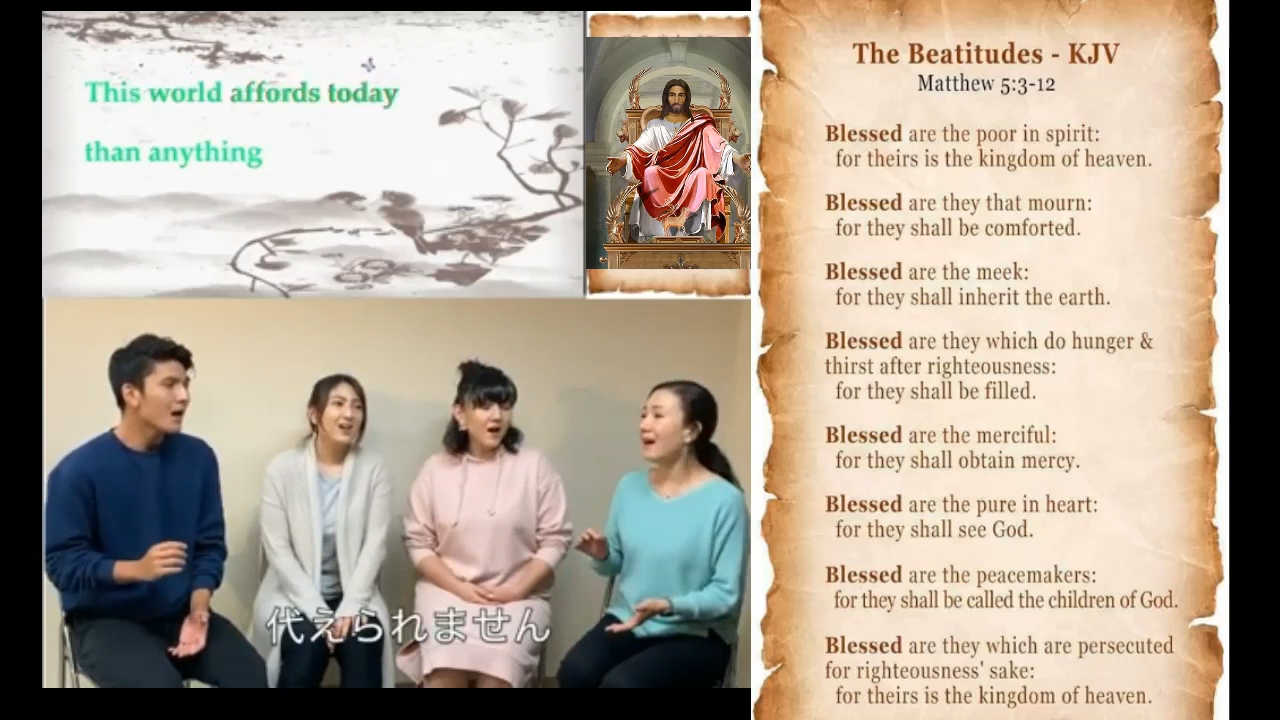 This world affords today
than anything
代えられません
The Beatitudes - KJV
Matthew 5:3-12
Blessed are the poor in spirit:
for theirs is the kingdom of heaven.
Blessed are they that mourn:
for they shall be comforted.
Blessed are the meek:
for they shall inherit the earth.
Blessed are they which do hunger &
thirst after righteousness:
for they shall be filled.
Blessed are the merciful:
for they shall obtain mercy.
Blessed are the pure in heart:
for they shall see God.
Blessed are the peacemakers:
for they shall be called the children of God.
Blessed are they which are persecuted
for righteousness' sake:
for theirs is the kingdom of heaven.